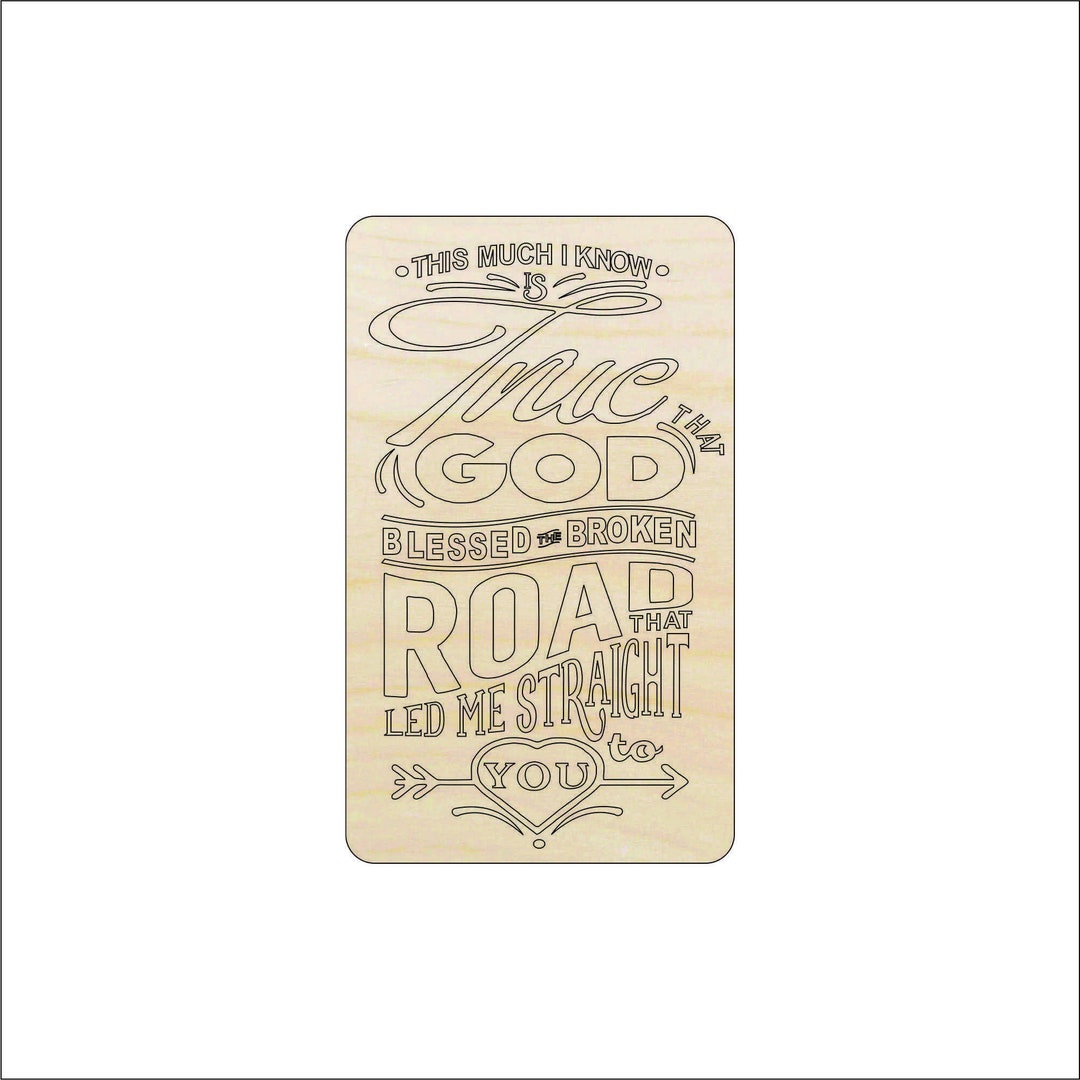 THIS MUCH I KNOW
IS
True
THAT
GOD
BLESSED THE BROKEN
ROAD
THAT
LED ME STRAIGHT
to
YOU